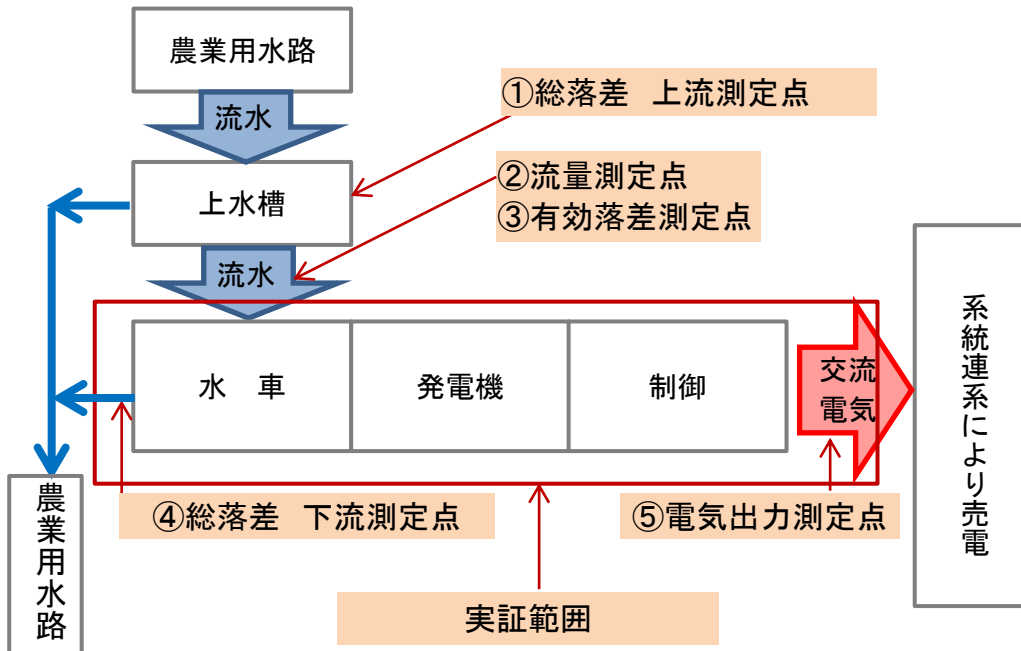 農業用水路
流水
①総落差　上流測定点
上水槽
②流量測定点
③有効落差測定点
流水
水　車
発電機
制御
交流
電気
系統連系により売電
④総落差　下流測定点
⑤電気出力測定点
農業用水路
実証範囲